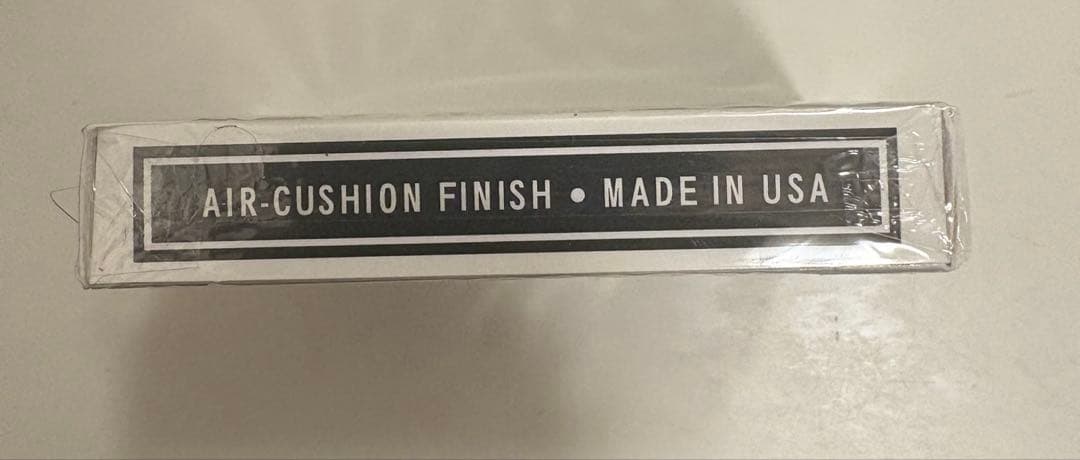 AIR-CUSHION FINISH • MADE IN USA